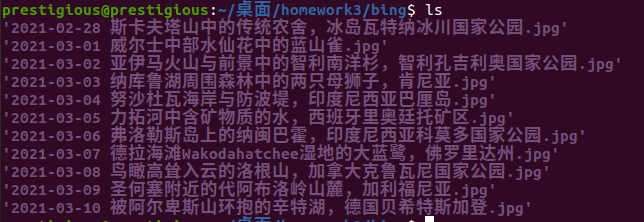 prestigious@prestigious:~/桌面/homework3/bing$ ls
'2021-02-28 斯卡夫塔山中的传统农舍，冰岛瓦特纳冰川国家公园.jpg'
'2021-03-01 威尔士中部水仙花中的蓝山雀.jpg'
'2021-03-02 亚伊马火山与前景中的智利南洋杉，智利孔吉利奥国家公园.jpg'
'2021-03-03 纳库鲁湖周围森林中的两只母狮子，肯尼亚.jpg'
'2021-03-04 努沙杜瓦海岸与防波堤，印度尼西亚巴厘岛.jpg'
'2021-03-05 力拓河中含矿物质的水，西班牙里奥廷托矿区.jpg'
'2021-03-06 弗洛勒斯岛上的纳闽巴霍，印度尼西亚科莫多国家公园.jpg'
'2021-03-07 德拉海滩Wakodahatchee湿地的大蓝鹭，佛罗里达州.jpg'
'2021-03-08 鸟瞰高耸入云的洛根山，加拿大克鲁瓦尼国家公园.jpg'
'2021-03-09 圣何塞附近的代阿布洛岭山麓，加利福尼亚.jpg'
'2021-03-10 被阿尔卑斯山环抱的辛特湖，德国贝希特斯加登.jpg'